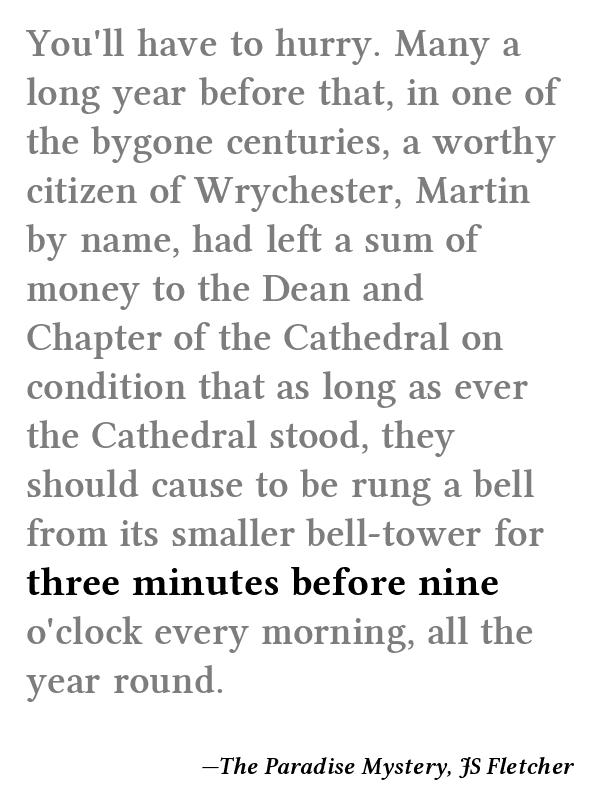 You'll have to hurry. Many a
long year before that, in one of
the bygone centuries, a worthy
citizen of Wrychester, Martin
by name, had left a sum of
money to the Dean and
Chapter of the Cathedral on
condition that as long as ever
the Cathedral stood, they
should cause to be rung a bell
from its smaller bell-tower for
three minutes before nine
o'clock every morning, all the
year round.
—The Paradise Mystery, JS Fletcher